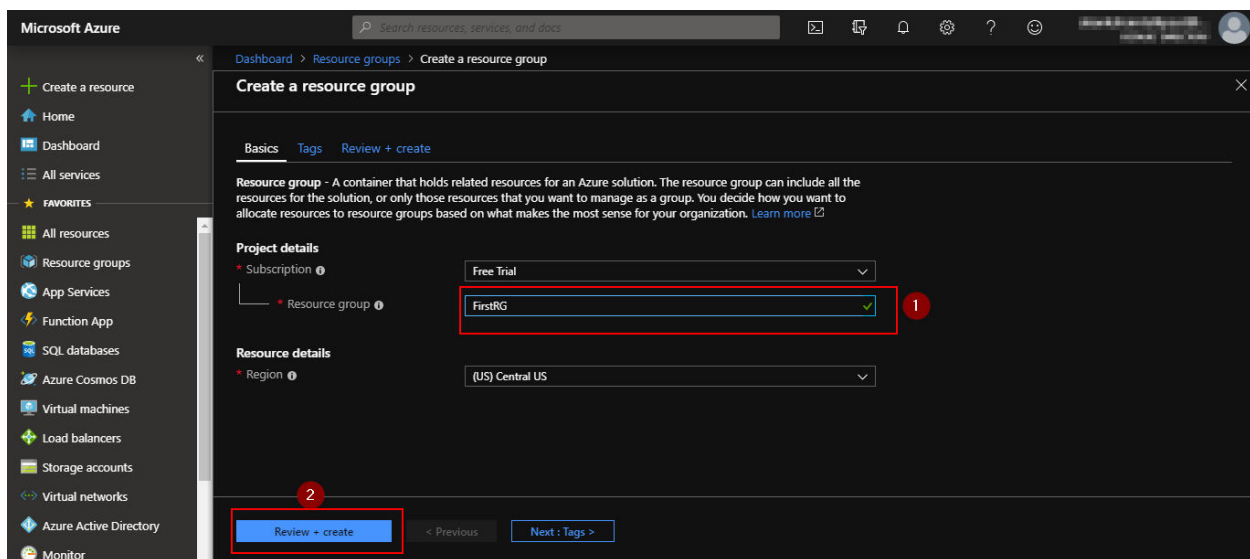 Microsoft Azure
Search resources, services, and docs
Create a resource
Home
Dashboard
All services
FAVORITES
All resources
Resource groups
App Services
Function App
SQL databases
Azure Cosmos DB
Virtual machines
Load balancers
Storage accounts
Virtual networks
Azure Active Directory
Monitor
Dashboard > Resource groups > Create a resource group
Create a resource group
Basics Tags Review + create
Resource group - A container that holds related resources for an Azure solution. The resource group can include all the
resources for the solution, or only those resources that you want to manage as a group. You decide how you want to
allocate resources to resource groups based on what makes the most sense for your organization. Learn more
Project details
* Subscription
Free Trial
* Resource group
FirstRG
1
Resource details
* Region
(US) Central US
2
Review + create
< Previous
Next : Tags >